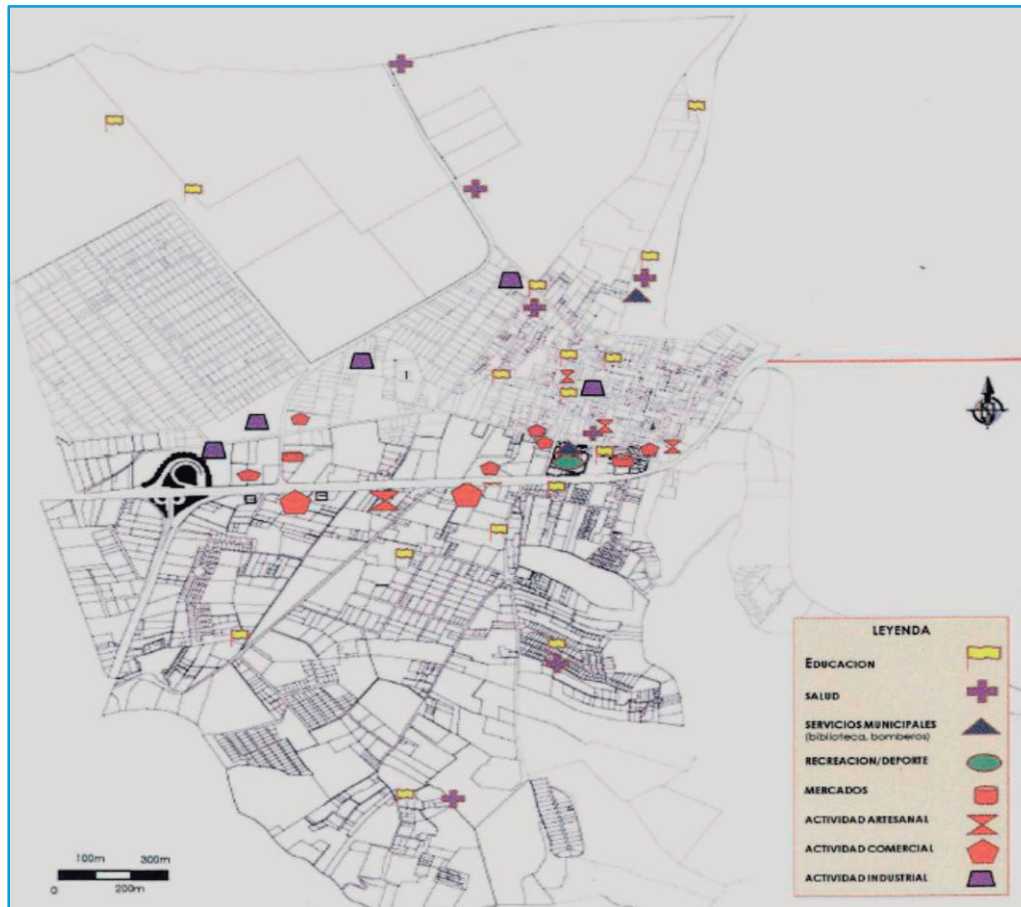 LEYENDA
EDUCACION
SALUD
SERVICIOS MUNICIPALES
(biblioteca, bomberos)
RECREACION/DEPORTE
MERCADOS
ACTIVIDAD ARTESANAL
ACTIVIDAD COMERCIAL
ACTIVIDAD INDUSTRIAL
100m 300m
0 200m